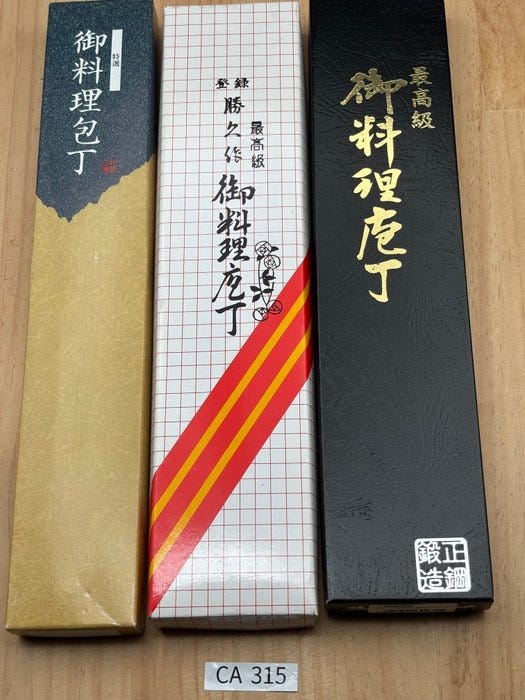 特選
御料理包丁
登録
勝久作
最高級
御料理庖丁
最高級
御料理庖丁
正鋼
鍛造
CA 315